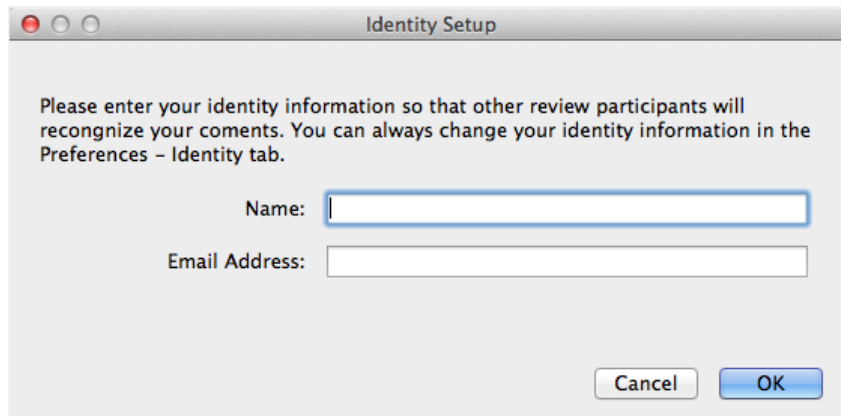 Identity Setup
Please enter your identity information so that other review participants will
recongnize your coments. You can always change your identity information in the
Preferences – Identity tab.
Name:
Email Address:
Cancel OK